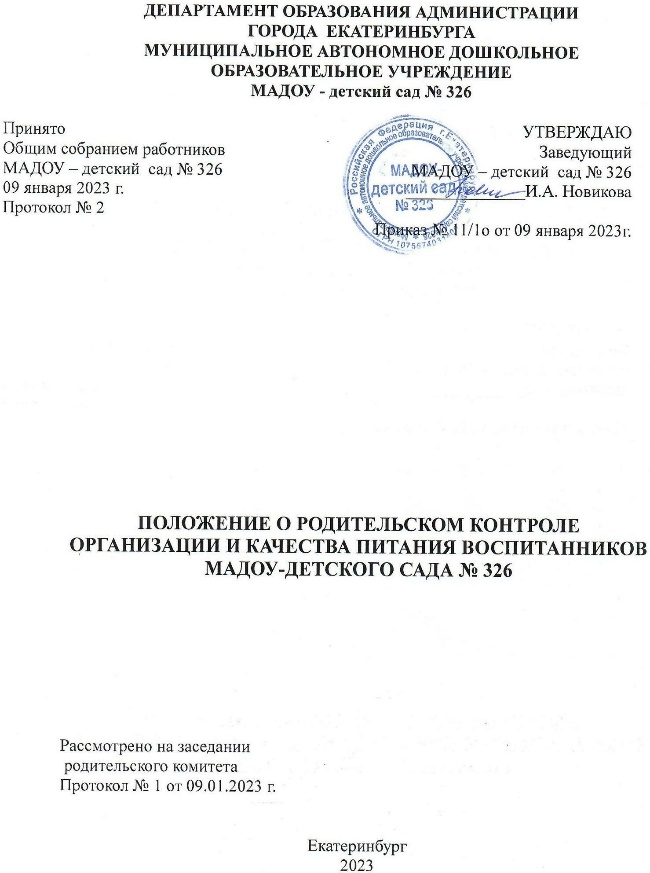 ДЕПАРТАМЕНТ ОБРАЗОВАНИЯ АДМИНИСТРАЦИИ
ГОРОДА ЕКАТЕРИНБУРГА
МУНИЦИПАЛЬНОЕ АВТОНОМНОЕ ДОШКОЛЬНОЕ
ОБРАЗОВАТЕЛЬНОЕ УЧРЕЖДЕНИЕ
МАДОУ - детский сад № 326
Принято
Общим собранием работников
МАДОУ – детский сад № 326
09 января 2023 г.
Протокол № 2
УТВЕРЖДАЮ
Заведующий
МАДОУ – детский сад № 326
И.А. Новикова
Приказ № 11/1о от 09 января 2023г.
Российская Федерация г.Екатеринбург
МАДОУ
детский сад
№ 326
ПОЛОЖЕНИЕ О РОДИТЕЛЬСКОМ КОНТРОЛЕ
ОРГАНИЗАЦИИ И КАЧЕСТВА ПИТАНИЯ ВОСПИТАННИКОВ
МАДОУ-ДЕТСКОГО САДА № 326
Рассмотрено на заседании
родительского комитета
Протокол № 1 от 09.01.2023 г.
Екатеринбург
2023